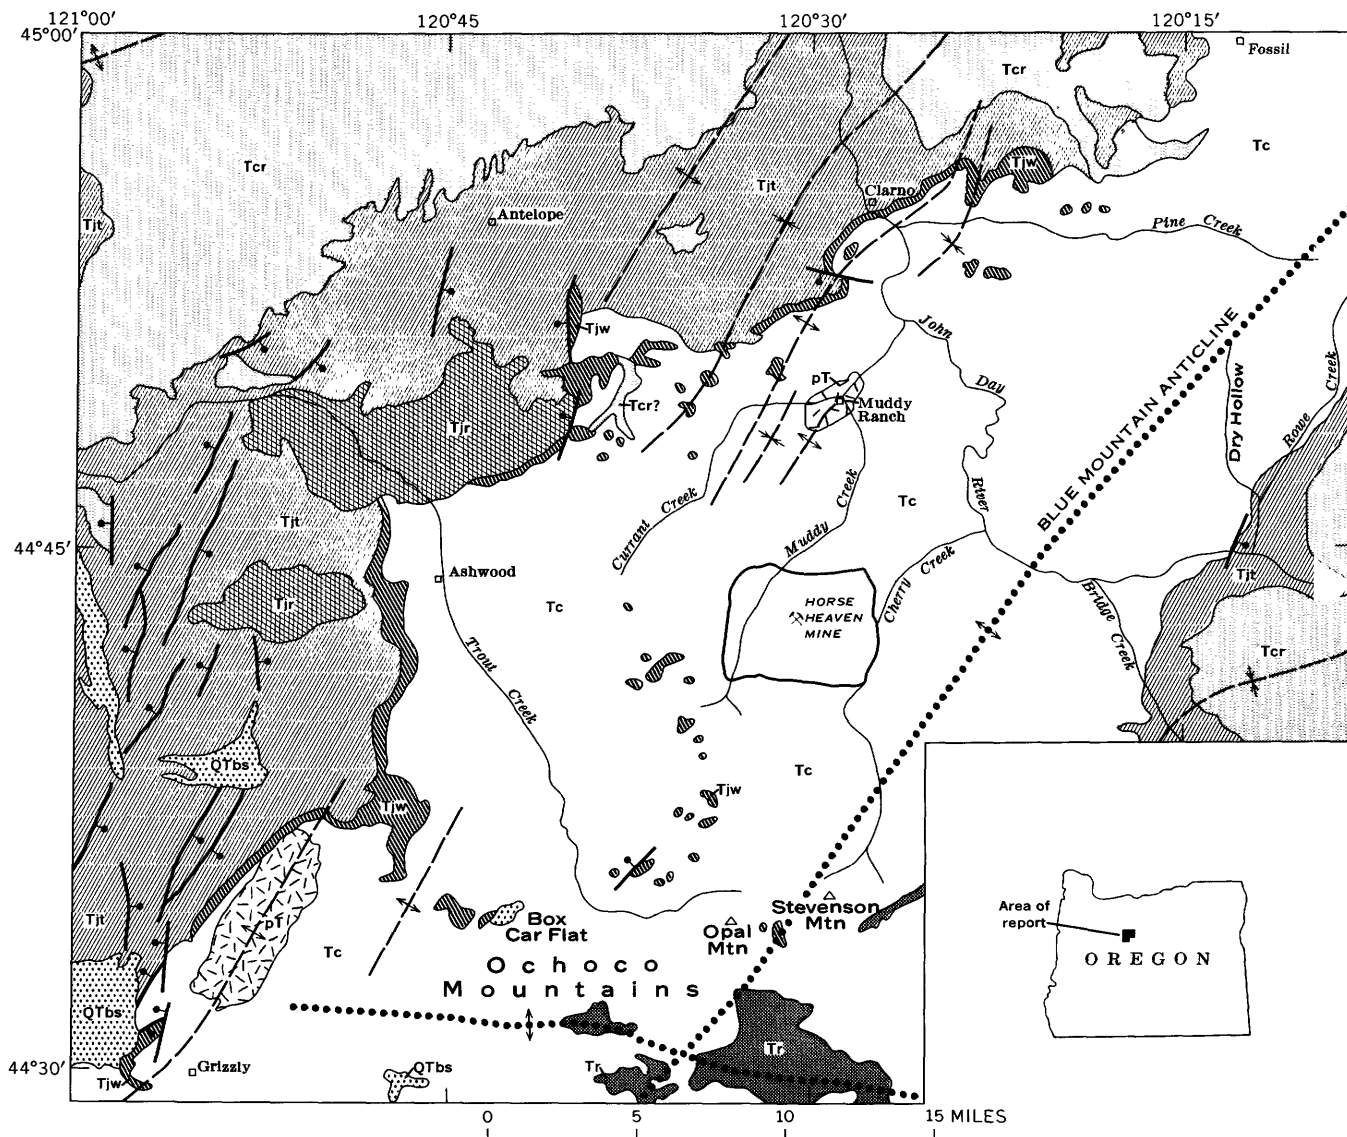 121°00′
120°45
120°30′
120°15′
45°00′
Fossil
Tcr
Tc
Tcr
Tjw
Tjt
Clarno
Antelope
Tjt
Pine Creek
John
Day
River
Tjw
pT
Muddy
Ranch
Tcr?
Tjr
BLUE MOUNTAIN ANTICLINE
Dry Hollow
Rowe Creek
Currant Creek
Muddy Creek
Tc
Tjt
44°45′
Ashwood
Cherry Creek
Tjt
Tjr
Tc
HORSE
HEAVEN
MINE
Bridge Creek
Trout Creek
Tcr
QTbs
Tc
Tjw
Tjw
Box
Car Flat
Stevenson
Mtn
Opal
Mtn
Tjt
pT
Tc
Area of
report
OREGON
Ochoco
Mountains
QTbs
Tr
Tr
44°30′
Grizzly
QTbs
Tjw
0 5 10 15 MILES